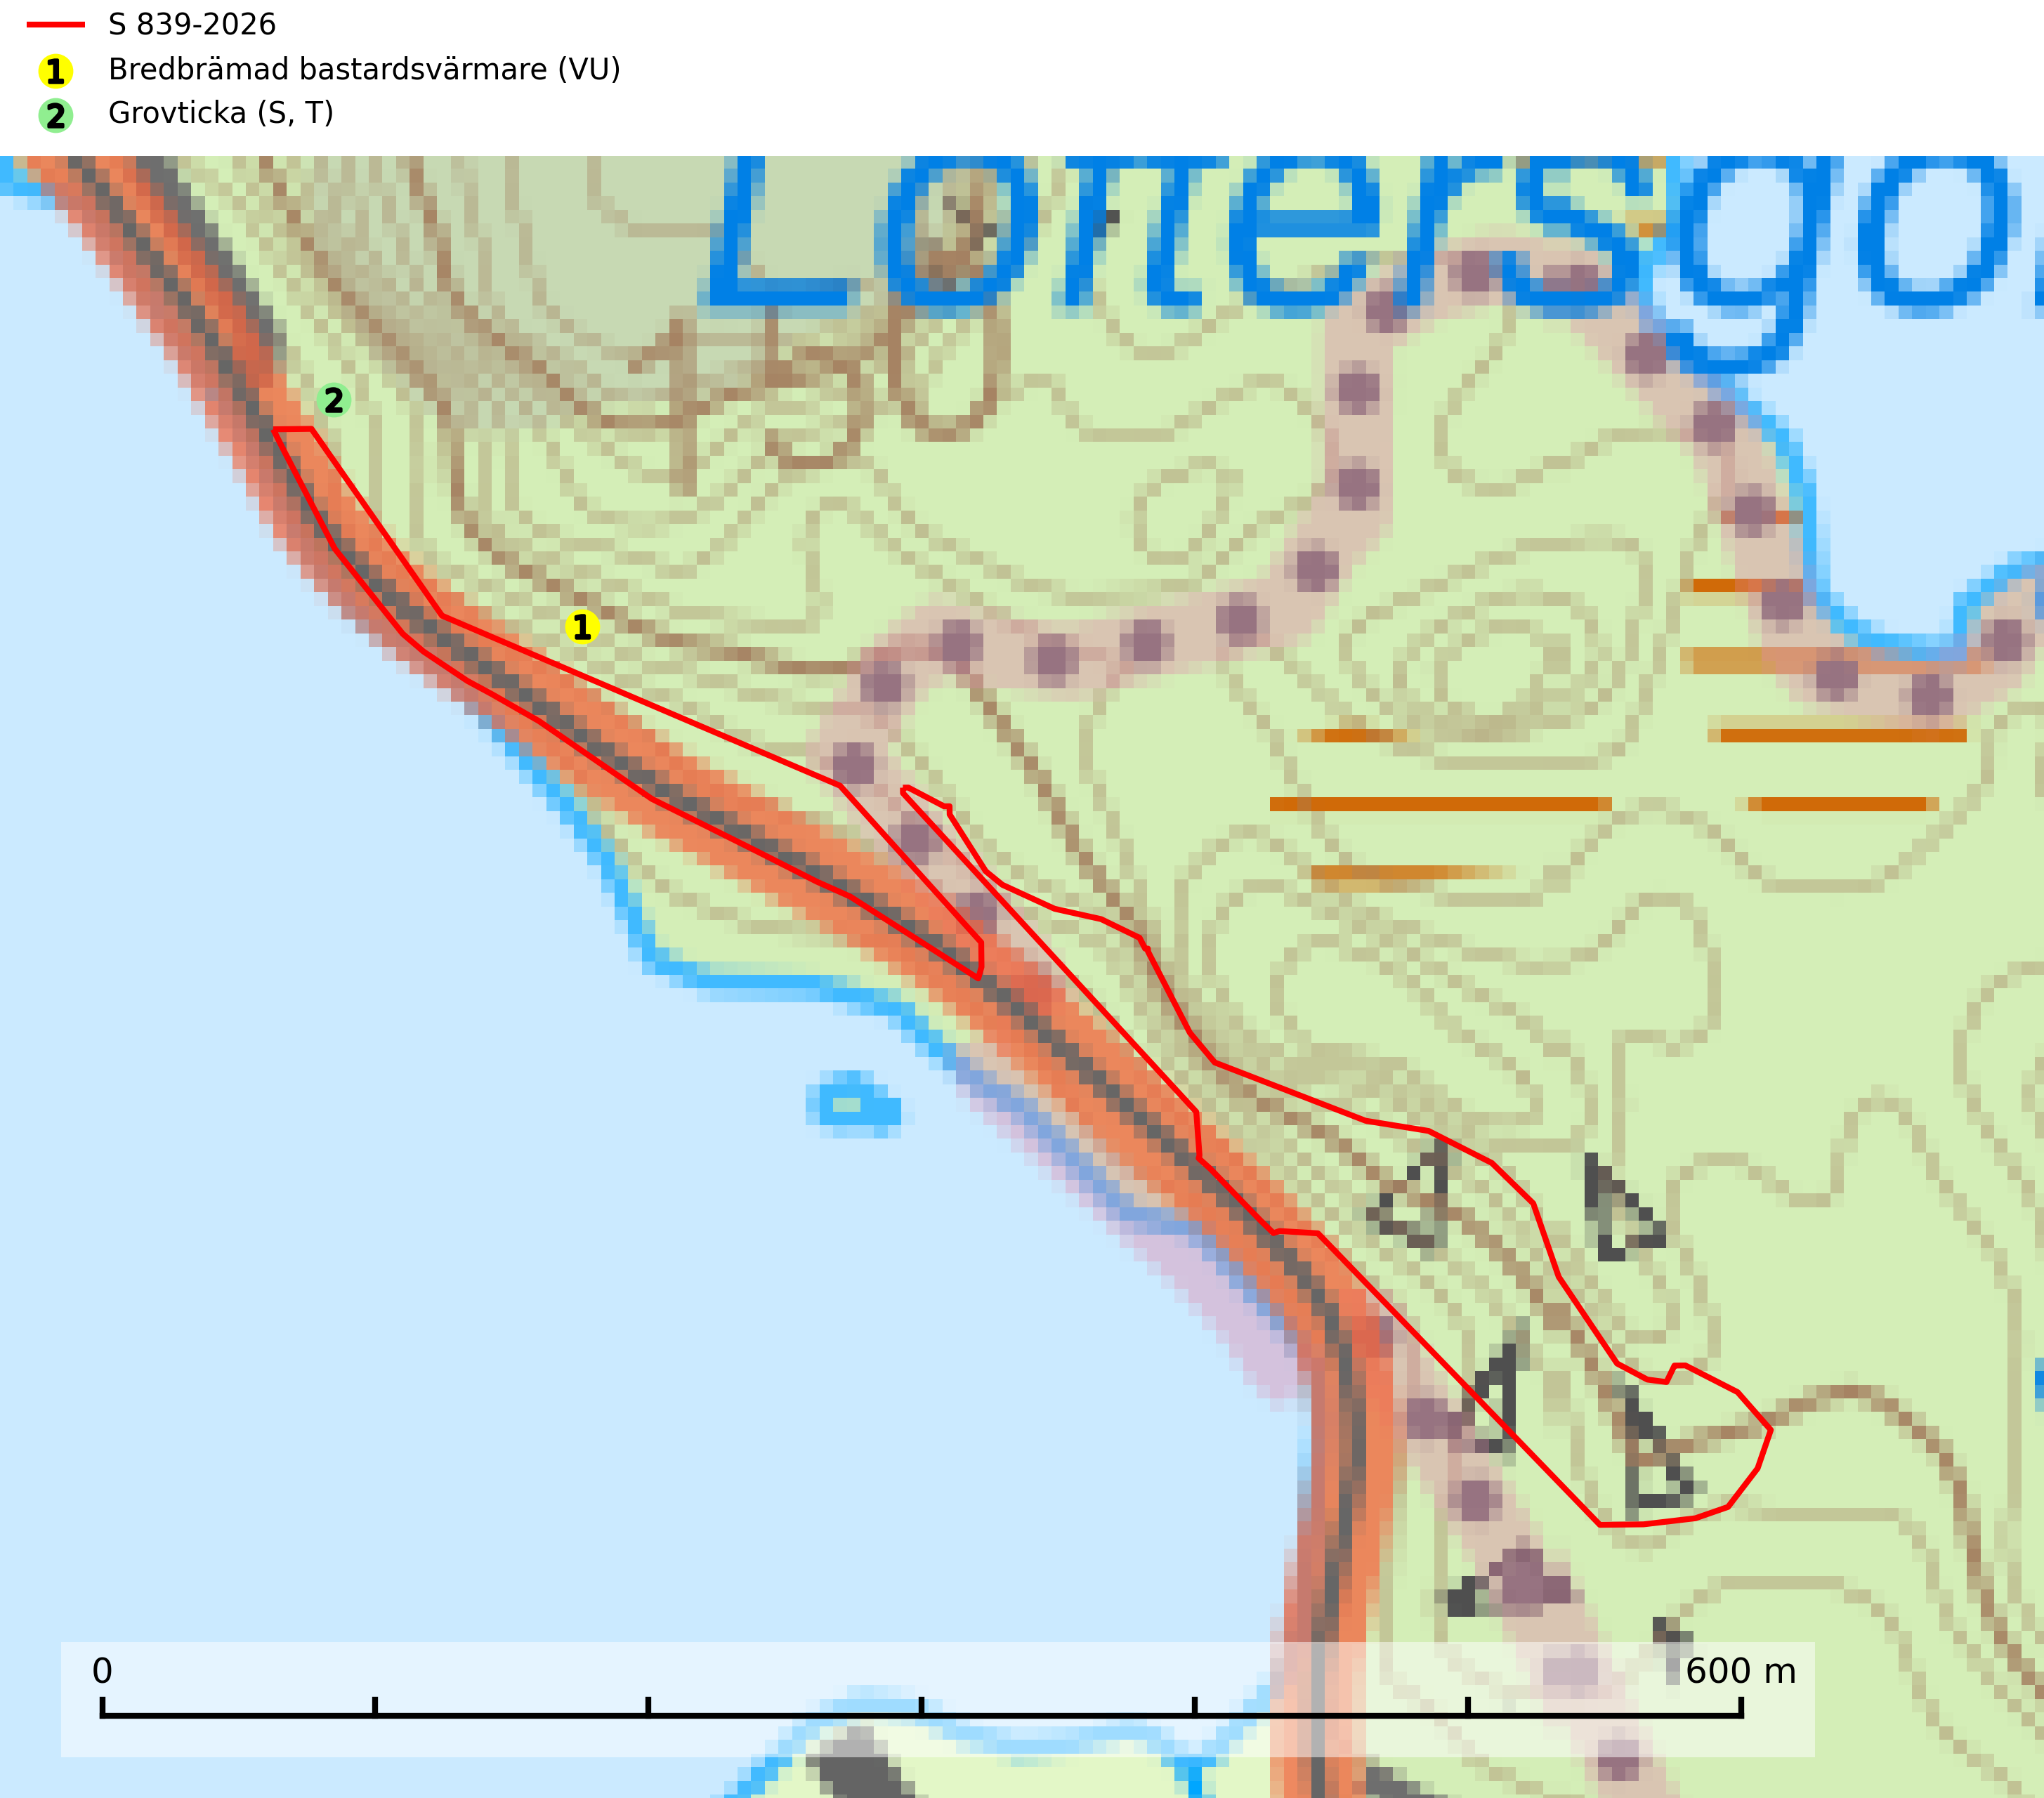 S 839-2026
1 Bredbrämad bastardsvärmare (VU)
2 Grovticka (S, T)
2
1
0 600 m